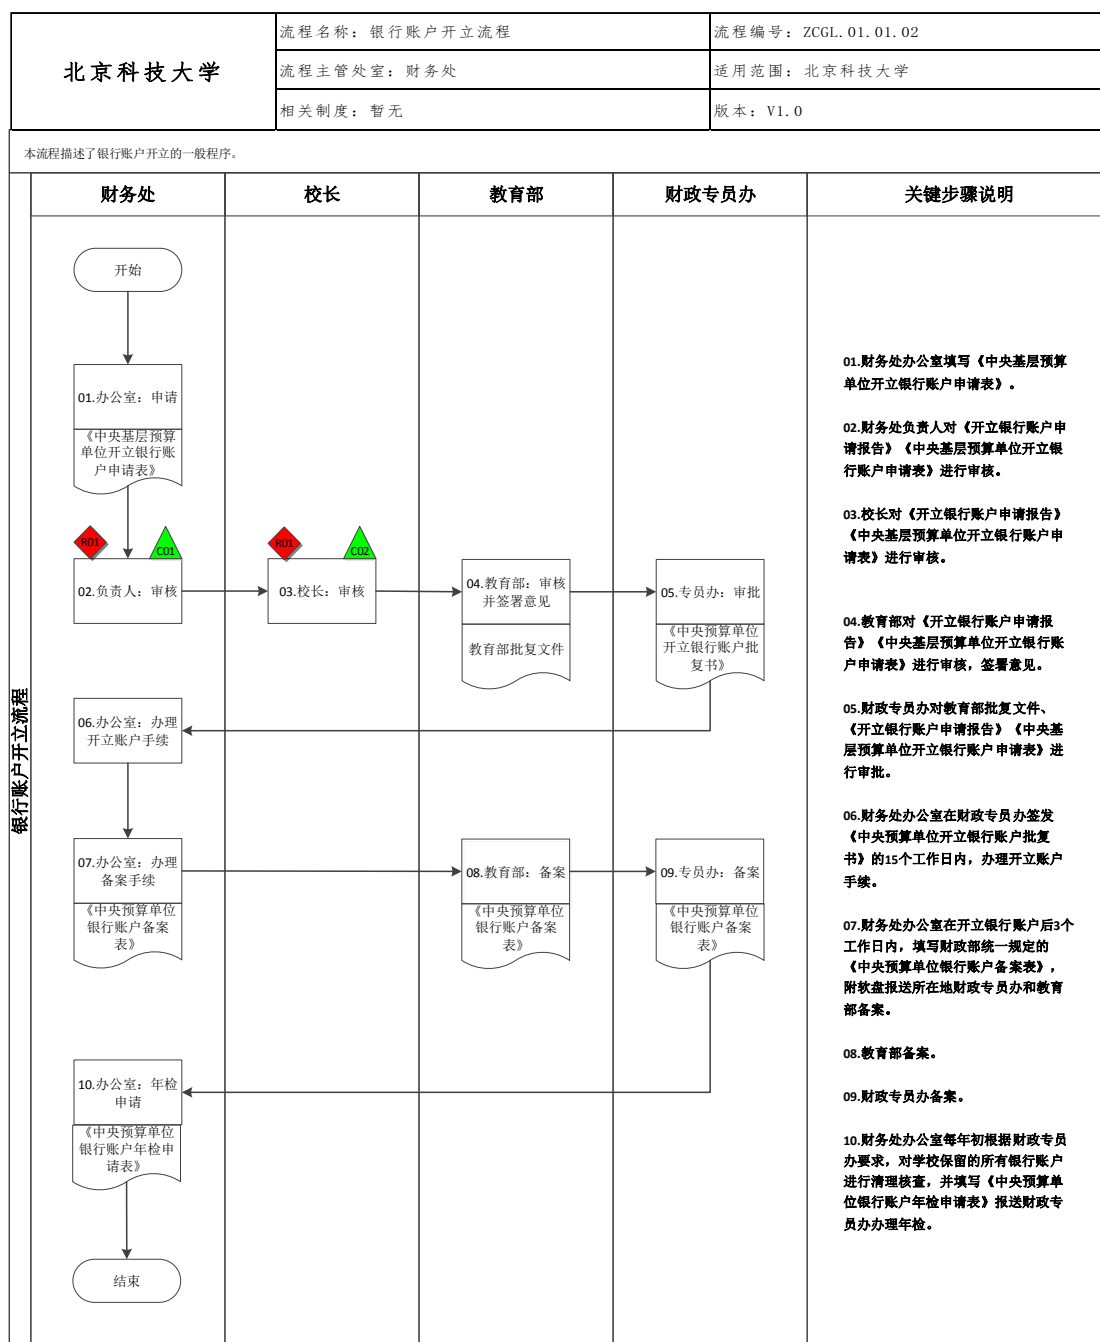 北京科技大学
流程名称：银行账户开立流程
流程编号：ZCGL.01.01.02
流程主管处室：财务处
适用范围：北京科技大学
相关制度：暂无
版本：V1.0
本流程描述了银行账户开立的一般程序。
银行账户开立流程
财务处
校长
教育部
财政专员办
关键步骤说明
开始
01.办公室：申请
《中央基层预算
单位开立银行账
户申请表》
R01
C01
02.负责人：审核
R01
C02
03.校长：审核
04.教育部：审核
并签署意见
教育部批复文件
05.专员办：审批
《中央预算单位
开立银行账户批
复书》
06.办公室：办理
开立账户手续
07.办公室：办理
备案手续
《中央预算单位
银行账户备案
表》
08.教育部：备案
《中央预算单位
银行账户备案
表》
09.专员办：备案
《中央预算单位
银行账户备案
表》
10.办公室：年检
申请
《中央预算单位
银行账户年检申
请表》
结束
01.财务处办公室填写《中央基层预算
单位开立银行账户申请表》。
02.财务处负责人对《开立银行账户申
请报告》《中央基层预算单位开立银
行账户申请表》进行审核。
03.校长对《开立银行账户申请报告》
《中央基层预算单位开立银行账户申
请表》进行审核。
04.教育部对《开立银行账户申请报
告》《中央基层预算单位开立银行账
户申请表》进行审核，签署意见。
05.财政专员办对教育部批复文件、
《开立银行账户申请报告》《中央基
层预算单位开立银行账户申请表》进
行审批。
06.财务处办公室在财政专员办签发
《中央预算单位开立银行账户批复
书》的15个工作日内，办理开立账户
手续。
07.财务处办公室在开立银行账户后3个
工作日内，填写财政部统一规定的
《中央预算单位银行账户备案表》，
附软盘报送所在地财政专员办和教育
部备案。
08.教育部备案。
09.财政专员办备案。
10.财务处办公室每年初根据财政专员
办要求，对学校保留的所有银行账户
进行清理核查，并填写《中央预算单
位银行账户年检申请表》报送财政专
员办办理年检。